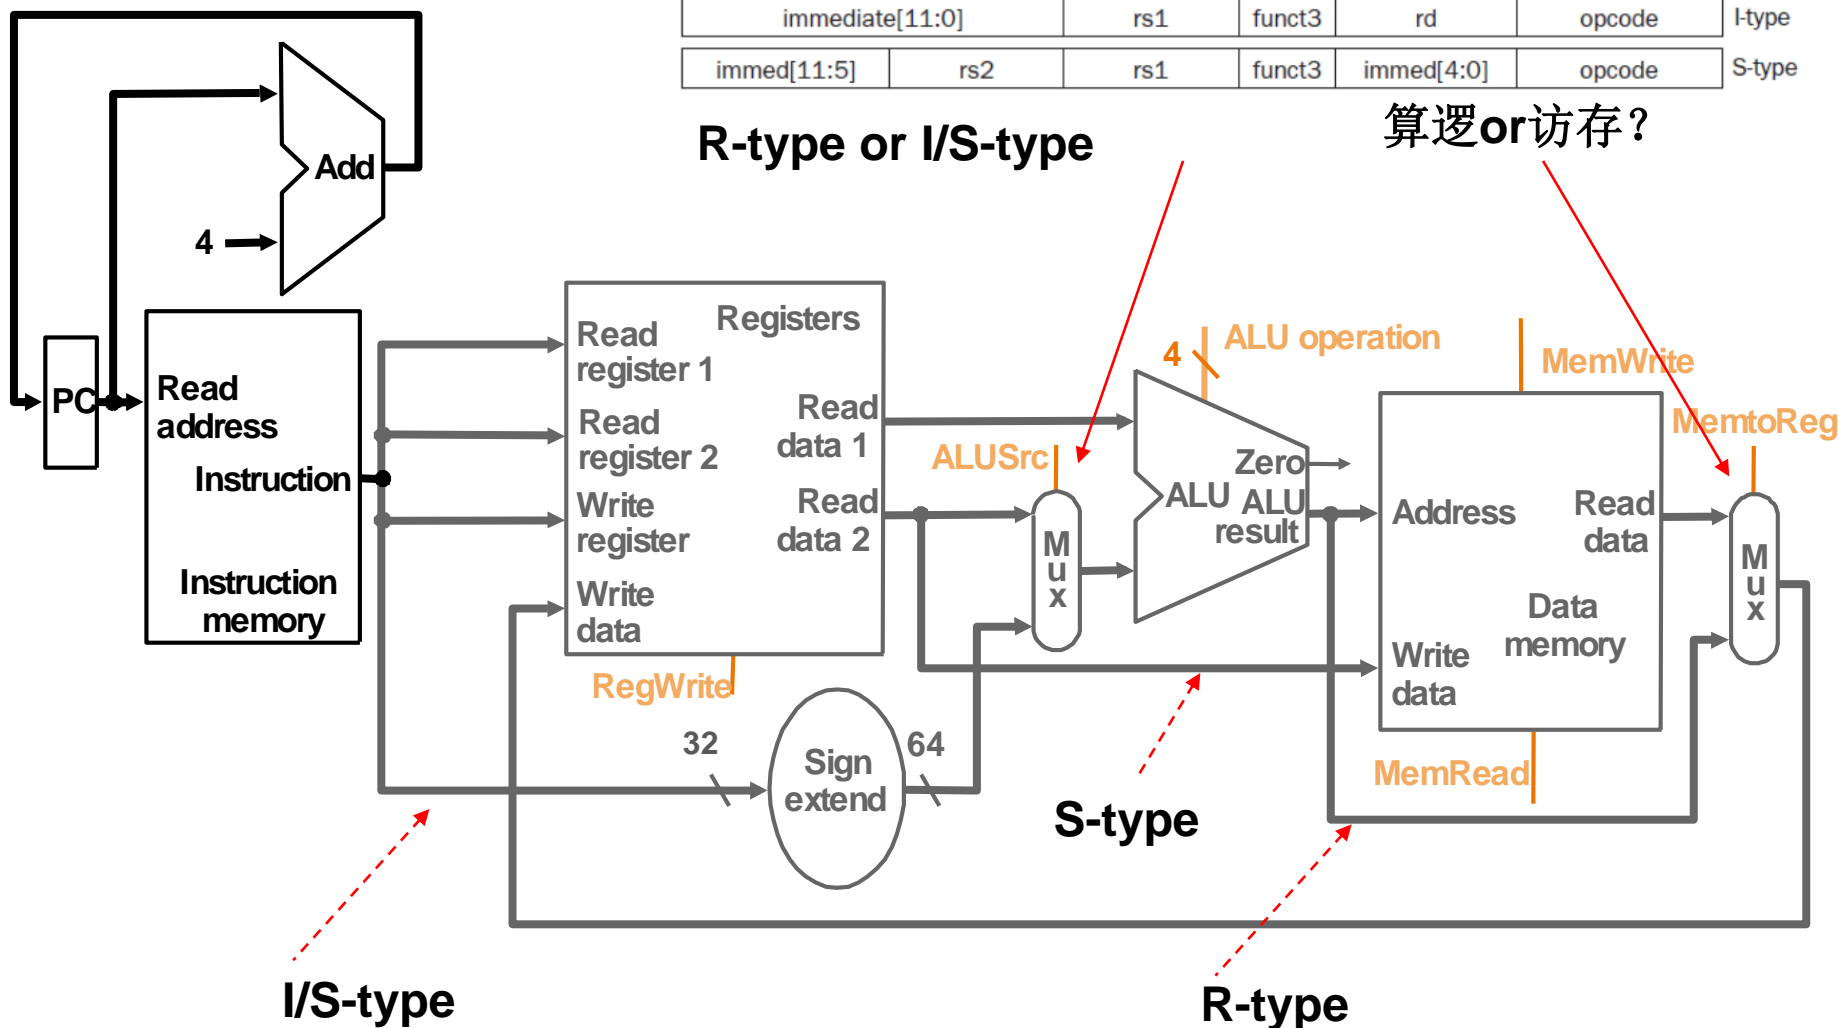 immediate[11:0] rs1 funct3 rd opcode I-type
immed[11:5] rs2 rs1 funct3 immed[4:0] opcode S-type
R-type or I/S-type
算逻or访存？
Add
4
PC
Read
address
Instruction
Instruction
memory
Registers
Read
register 1
Read
register 2
Write
register
Write
data
Read
data 1
Read
data 2
RegWrite
32
Sign
extend
64
ALUSrc
M
u
x
4
ALU operation
Zero
ALU
ALU
result
MemWrite
Address
Read
data
Write
data
Data
memory
MemRead
MemtoReg
M
u
x
S-type
I/S-type
R-type